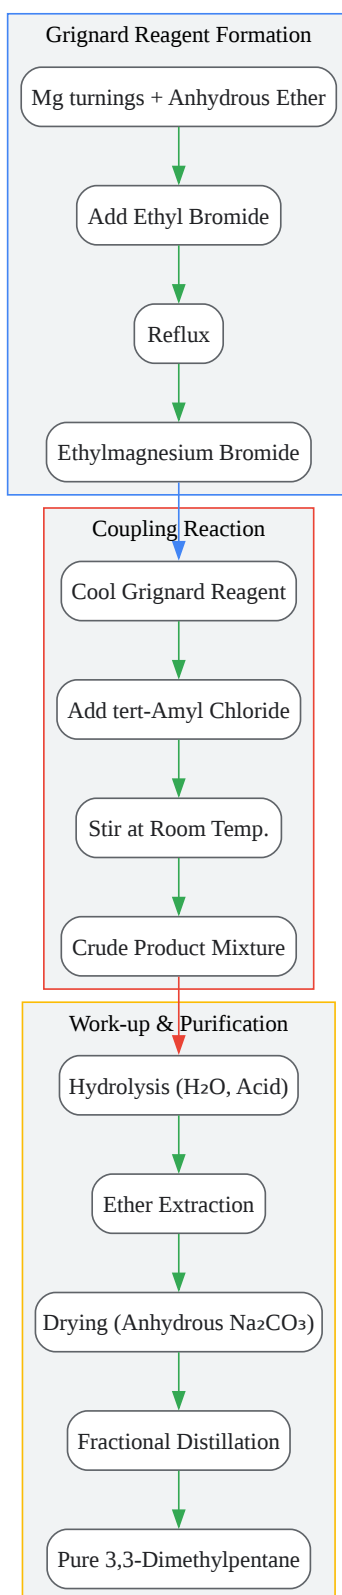 Grignard Reagent Formation
Mg turnings + Anhydrous Ether
Add Ethyl Bromide
Reflux
Ethylmagnesium Bromide
Coupling Reaction
Cool Grignard Reagent
Add tert-Amyl Chloride
Stir at Room Temp.
Crude Product Mixture
Work-up & Purification
Hydrolysis (H₂O, Acid)
Ether Extraction
Drying (Anhydrous Na₂CO₃)
Fractional Distillation
Pure 3,3-Dimethylpentane